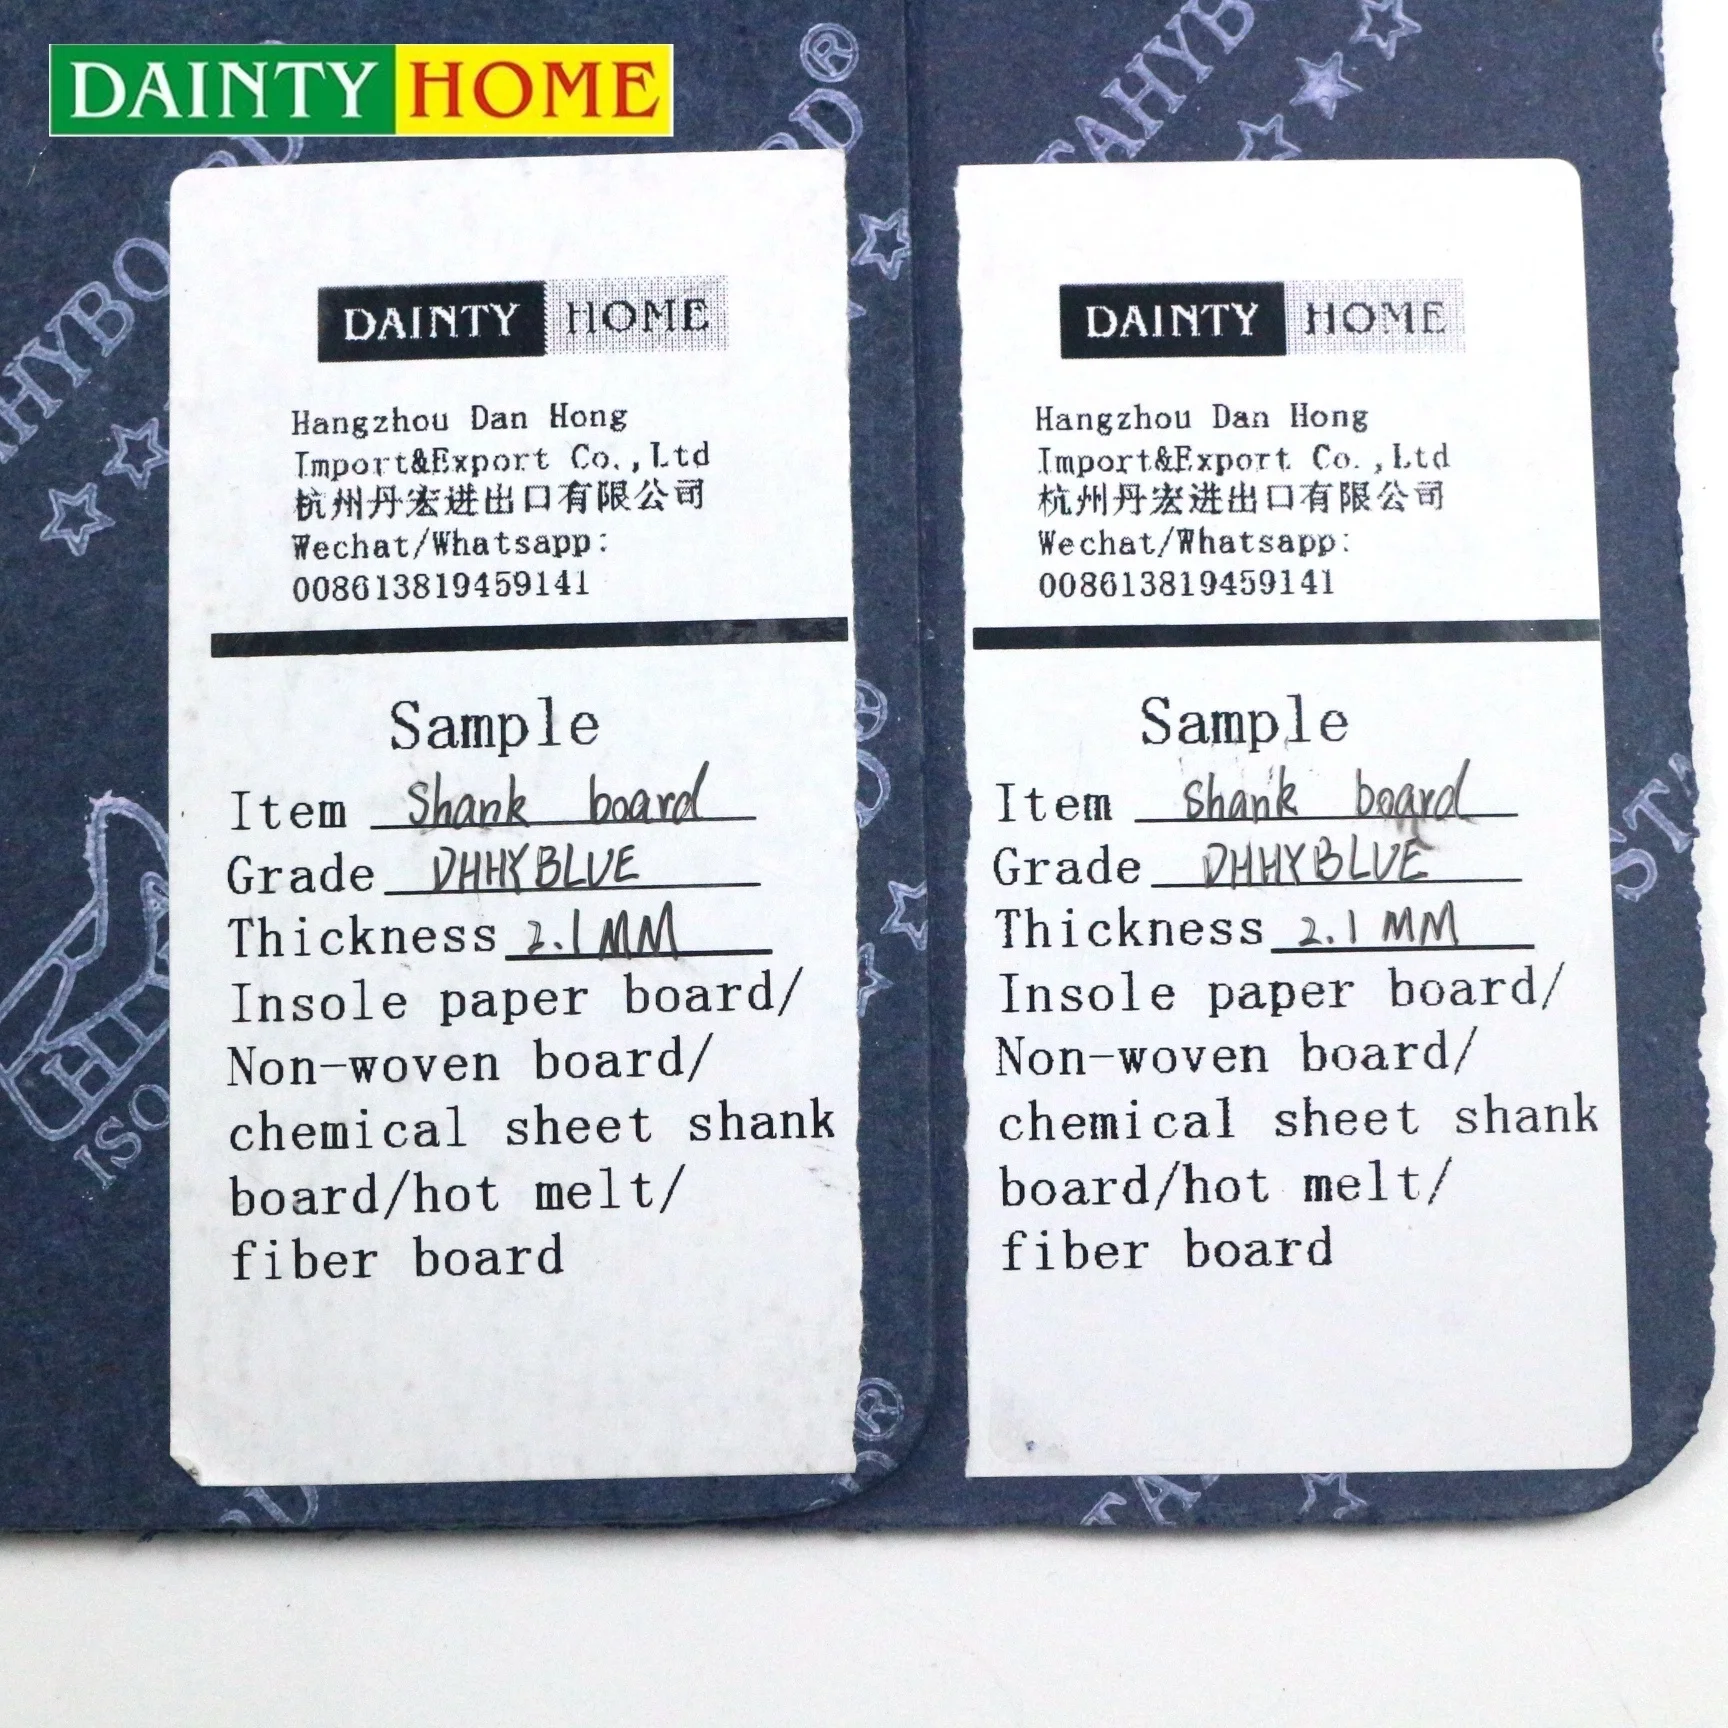 DAINTY HOME
DAINTY HOME
Hangzhou Dan Hong
Import&Export Co.,Ltd
杭州丹宏进出口有限公司
Wechat/Whatsapp:
008613819459141
Sample
Item Shank board
Grade DHHYBLUE
Thickness 2.1MM
Insole paper board/
Non-woven board/
chemical sheet shank
board/hot melt/
fiber board
DAINTY HOME
Hangzhou Dan Hong
Import&Export Co.,Ltd
杭州丹宏进出口有限公司
Wechat/Whatsapp:
008613819459141
Sample
Item Shank board
Grade DHHYBLUE
Thickness 2.1MM
Insole paper board/
Non-woven board/
chemical sheet shank
board/hot melt/
fiber board